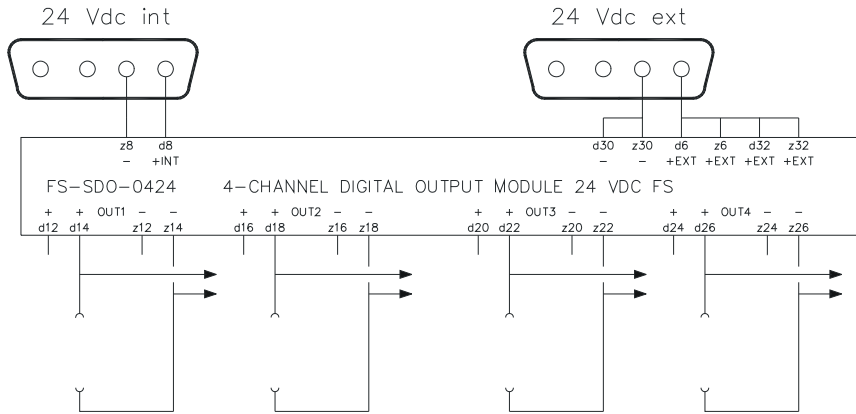 24 Vdc int
24 Vdc ext
z8 d8 d30 z30 d6 z6 d32 z32
- +INT - - +EXT +EXT +EXT +EXT
FS-SDO-0424 4-CHANNEL DIGITAL OUTPUT MODULE 24 VDC FS
+ + OUT1 - - + + OUT2 - - + + OUT3 - - + + OUT4 - -
d12 d14 z12 z14 d16 d18 z16 z18 d20 d22 z20 z22 d24 d26 z24 z26